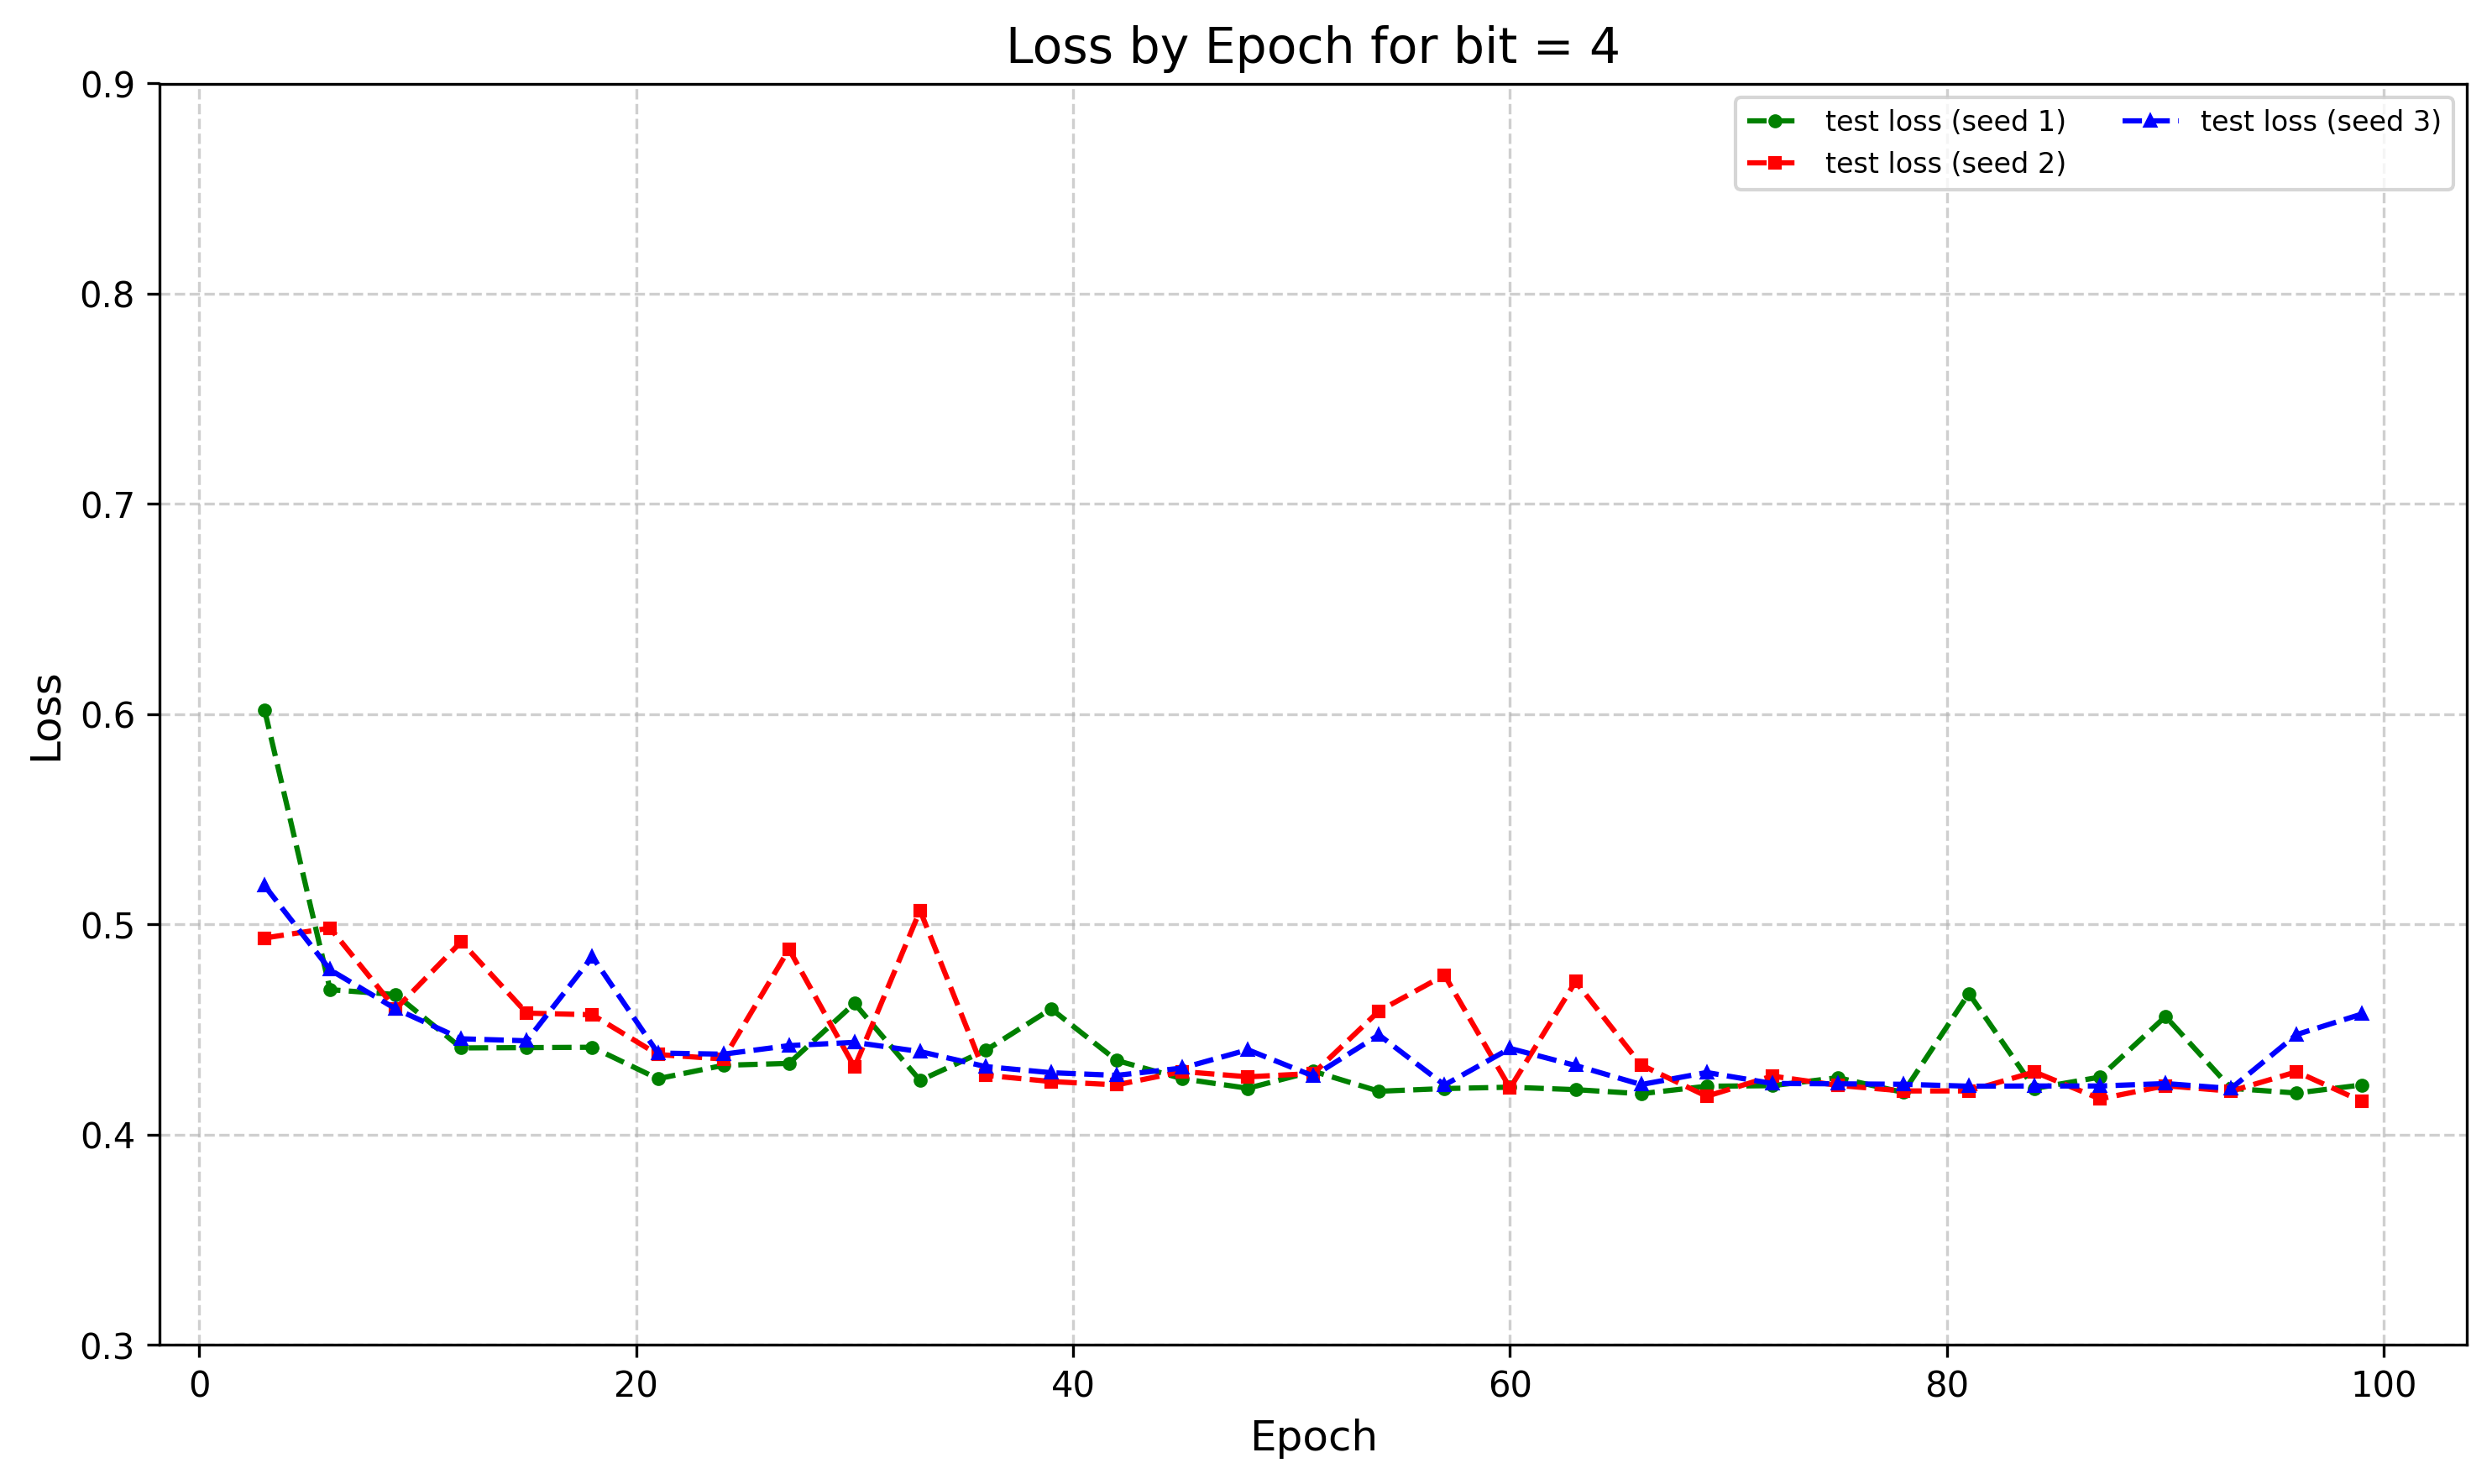 Loss by Epoch for bit = 4
0.9
0.8
0.7
0.6
0.5
0.4
0.3
Loss
test loss (seed 1)
test loss (seed 2)
test loss (seed 3)
0 20 40 60 80 100
Epoch